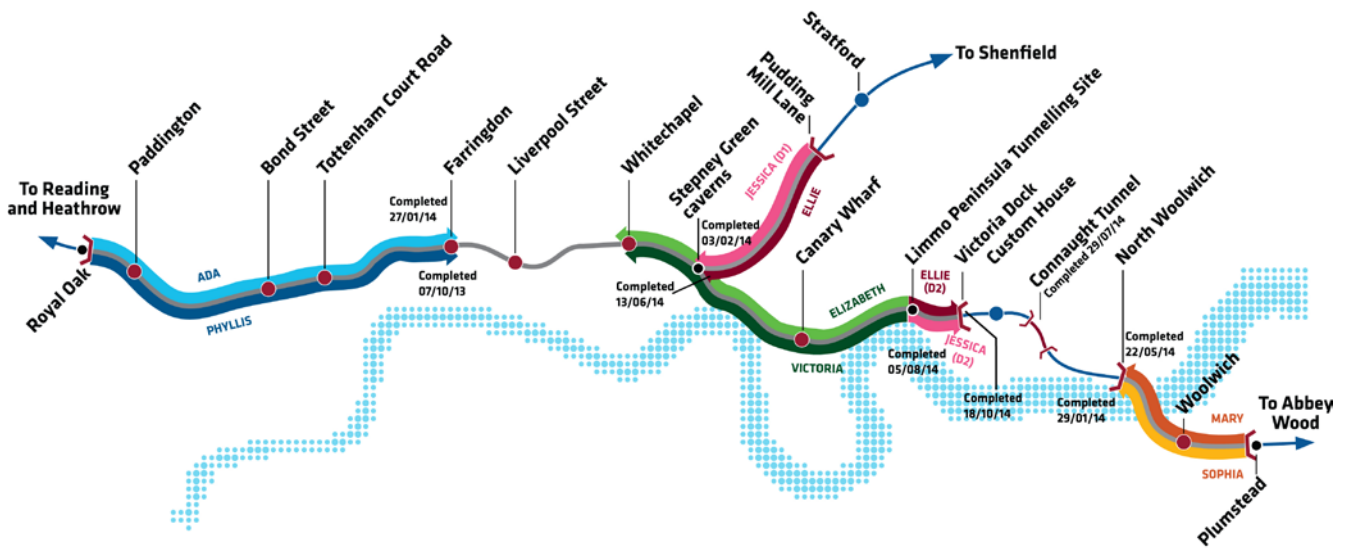 To Reading
and Heathrow
Royal Oak
Paddington
ADA
PHYLLIS
Bond Street
Tottenham Court Road
Completed
27/01/14
Farringdon
Completed
07/10/13
Liverpool Street
Whitechapel
Completed
13/06/14
Stepney Green
caverns
Completed
03/02/14
JESSICA (D1)
ELLIE
Pudding
Mill Lane
Stratford
To Shenfield
Canary Wharf
ELIZABETH
VICTORIA
Limmo Peninsula Tunnelling Site
Completed
05/08/14
ELLIE
(D2)
JESSICA
(D2)
Victoria Dock
Completed
18/10/14
Custom House
Connaught Tunnel
Completed 29/07/14
North Woolwich
Completed
22/05/14
Completed
29/01/14
Woolwich
MARY
SOPHIA
To Abbey
Wood
Plumstead